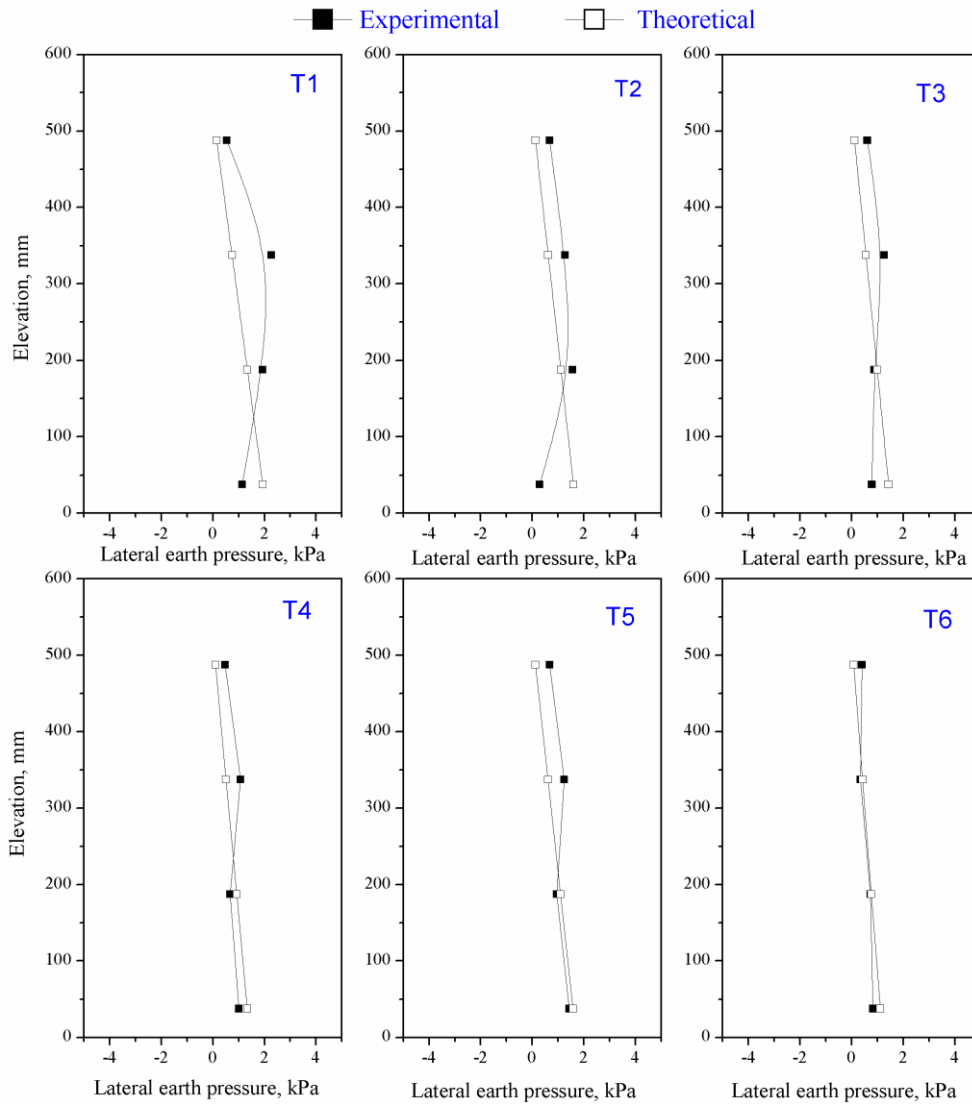 Experimental Theoretical
T1 T2 T3
600 600 600
500 500 500
400 400 400
300 300 300
200 200 200
100 100 100
0 0 0
Elevation, mm
-4 -2 0 2 4 -4 -2 0 2 4 -4 -2 0 2 4
Lateral earth pressure, kPa Lateral earth pressure, kPa Lateral earth pressure, kPa
T4 T5 T6
600 600 600
500 500 500
400 400 400
300 300 300
200 200 200
100 100 100
0 0 0
Elevation, mm
-4 -2 0 2 4 -4 -2 0 2 4 -4 -2 0 2 4
Lateral earth pressure, kPa Lateral earth pressure, kPa Lateral earth pressure, kPa